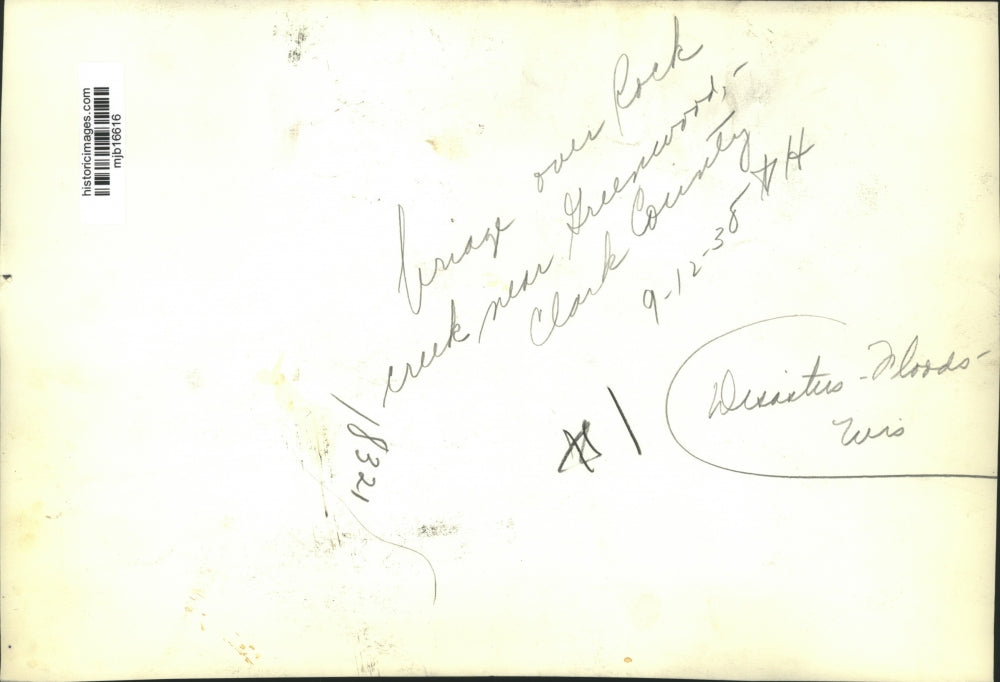 historicimages.com
mjb16616
bridge over Rock
creek near Greenwood,-
Clark County
9-12-38
18321
#1
Disasters - Floods -
Wis